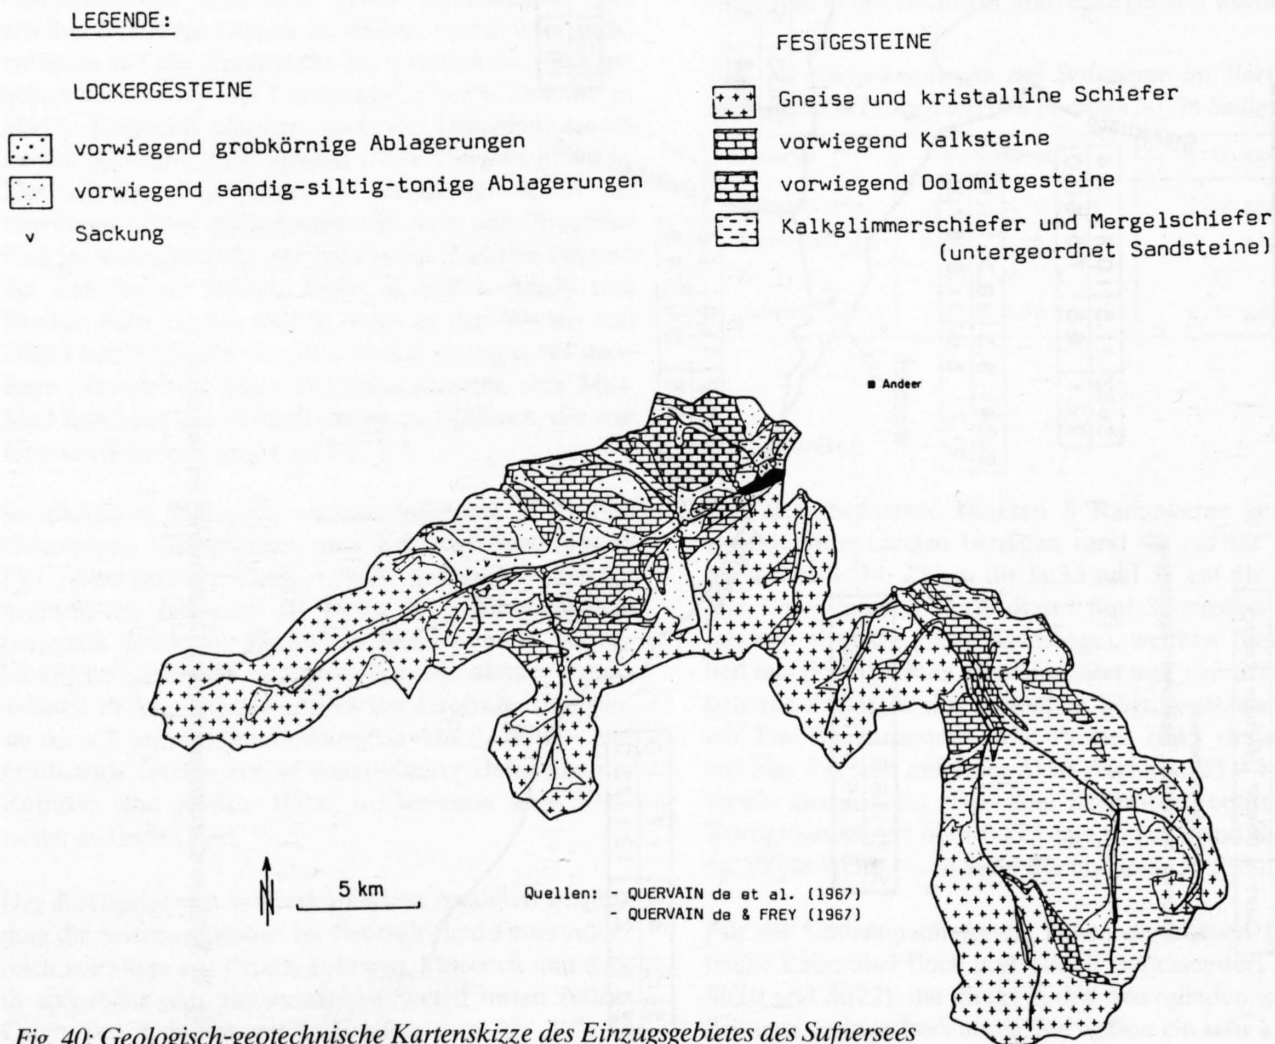 LEGENDE:
LOCKERGESTEINE
vorwiegend grobkörnige Ablagerungen
vorwiegend sandig-siltig-tonige Ablagerungen
v Sackung
FESTGESTEINE
Gneise und kristalline Schiefer
vorwiegend Kalksteine
vorwiegend Dolomitgesteine
Kalkglimmerschiefer und Mergelschiefer
(untergeordnet Sandsteine)
Andeer
N
5 km
Quellen: - QUERVAIN de et al. (1967)
- QUERVAIN de & FREY (1967)
Fig. 40: Geologisch-geotechnische Kartenskizze des Einzugsgebietes des Sufnersees